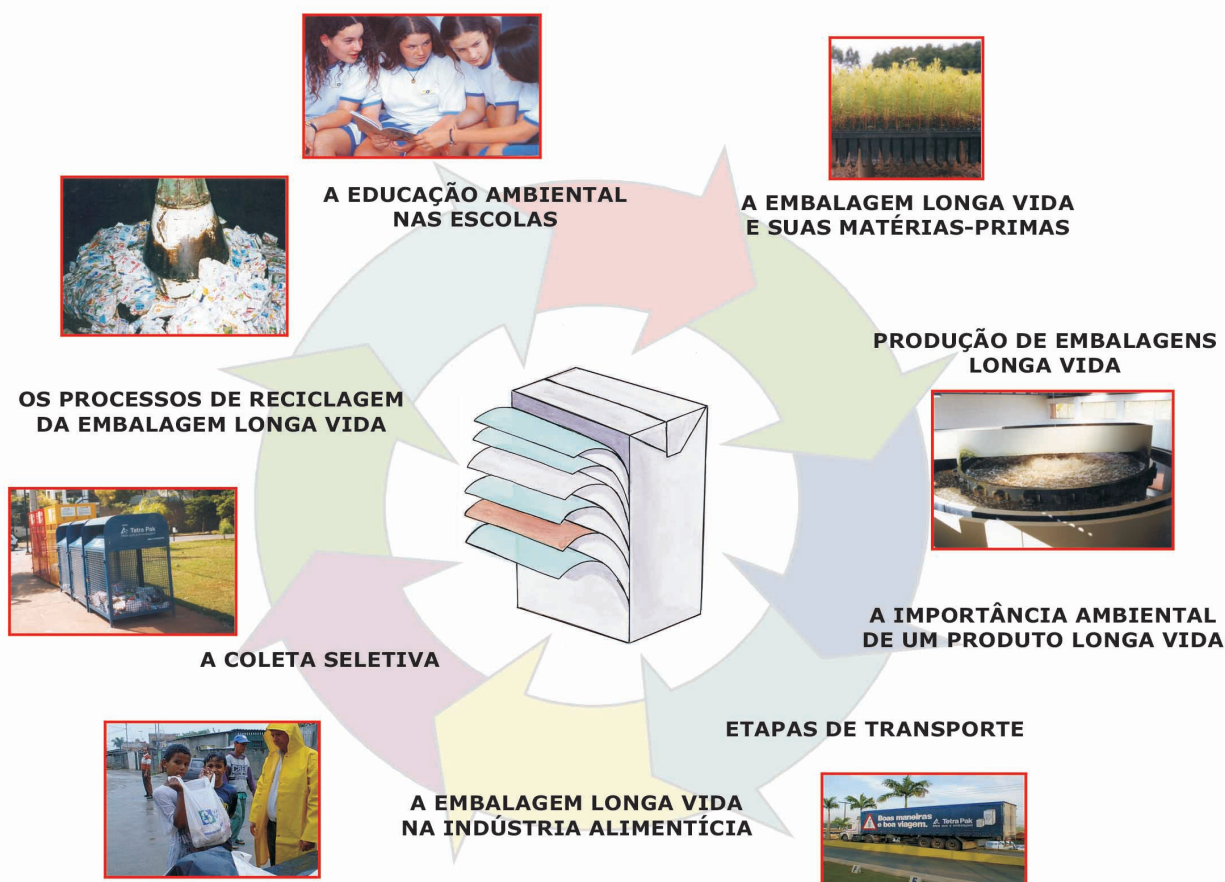 A EDUCAÇÃO AMBIENTAL
NAS ESCOLAS
A EMBALAGEM LONGA VIDA
E SUAS MATÉRIAS-PRIMAS
PRODUÇÃO DE EMBALAGENS
LONGA VIDA
A IMPORTÂNCIA AMBIENTAL
DE UM PRODUTO LONGA VIDA
ETAPAS DE TRANSPORTE
Boas maneiras
e boa viagem.
Tetra Pak
A EMBALAGEM LONGA VIDA
NA INDÚSTRIA ALIMENTÍCIA
A COLETA SELETIVA
Tetra Pak
OS PROCESSOS DE RECICLAGEM
DA EMBALAGEM LONGA VIDA